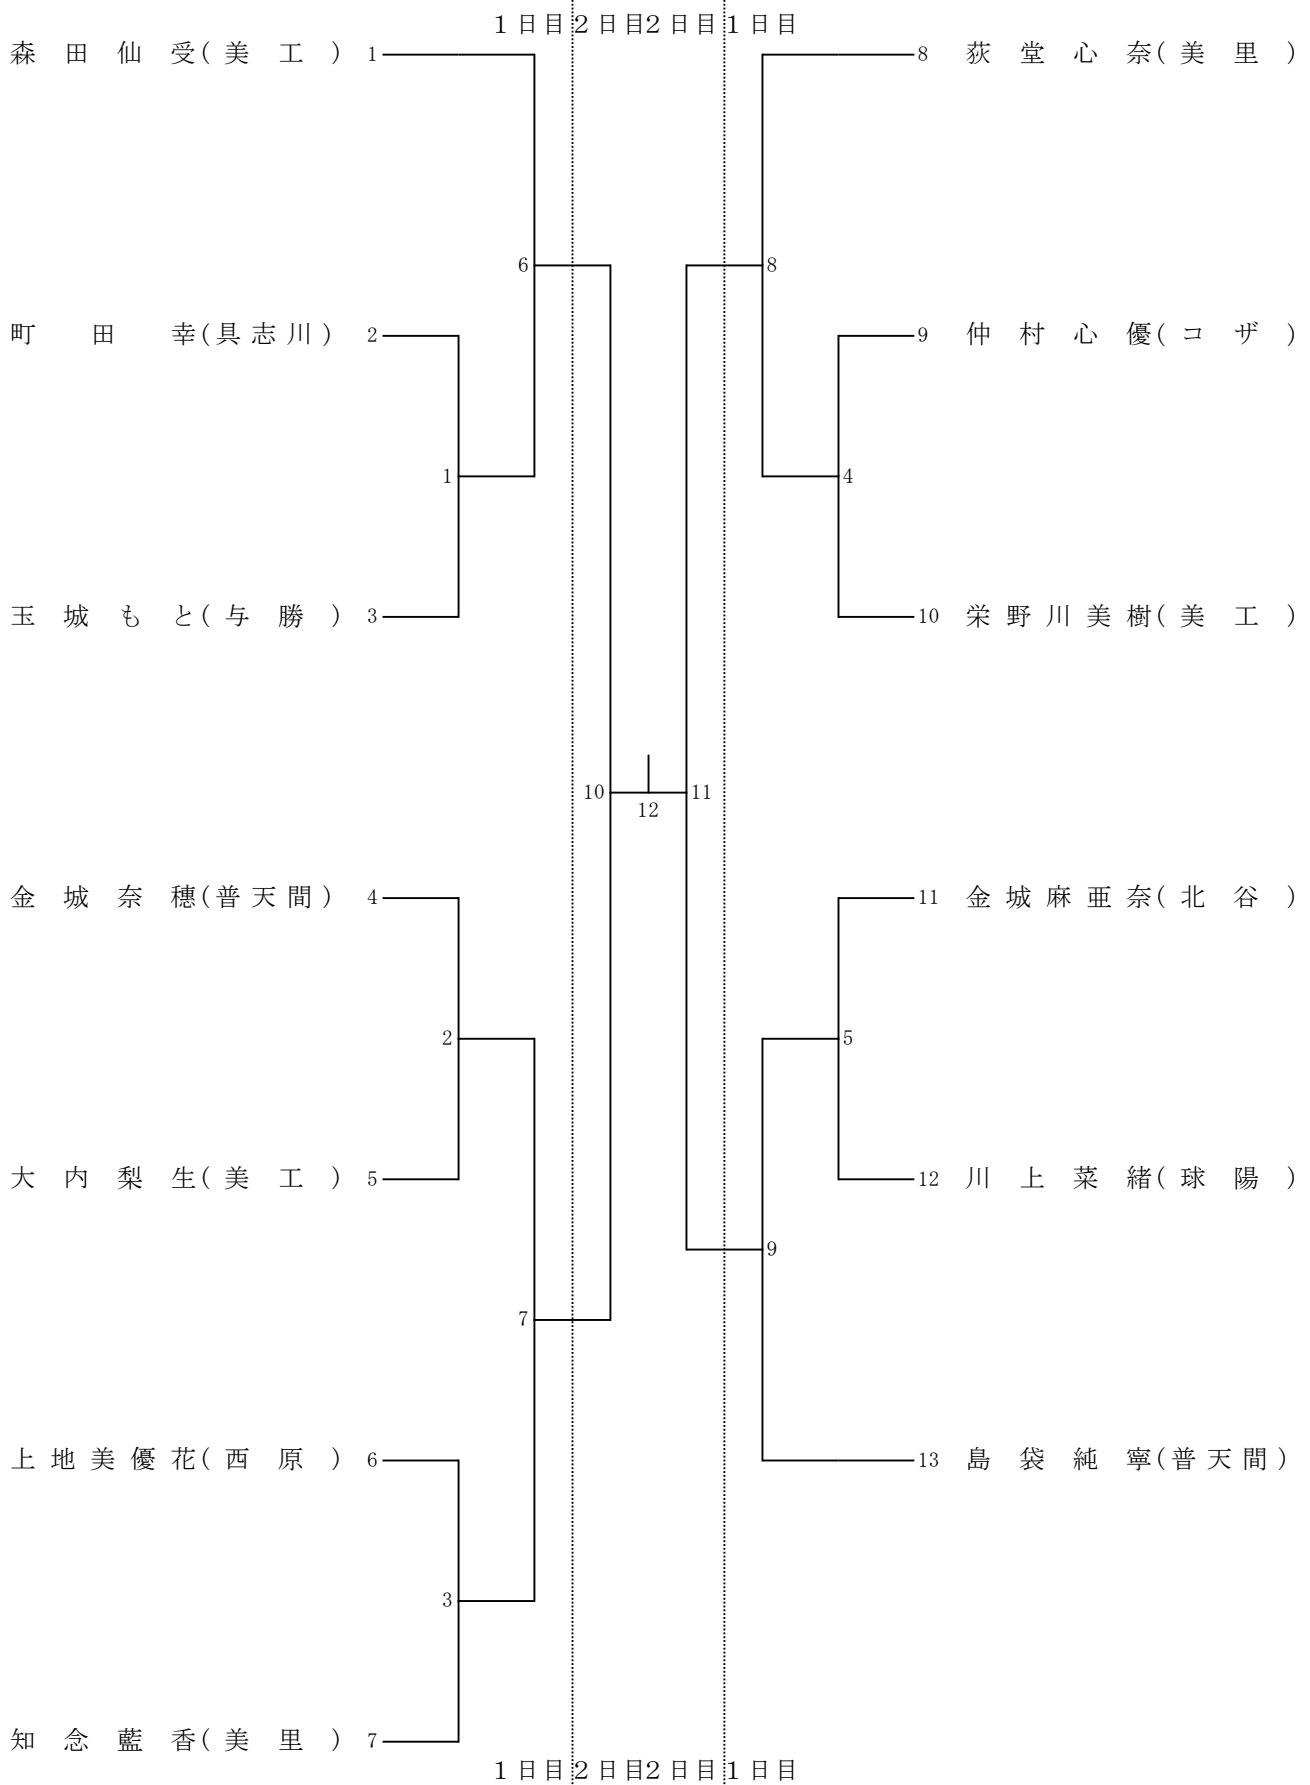 1日目2日目2日目1日目
森田仙受(美工) 1
8 荻堂心奈(美里)
6
8
町田幸(具志川) 2
9 仲村心優(コザ)
1
4
玉城もと(与勝) 3
10 栄野川美樹(美工)
10
11
12
金城奈穂(普天間) 4
11 金城麻亜奈(北谷)
2
5
大内梨生(美工) 5
12 川上菜緒(球陽)
9
7
上地美優花(西原) 6
13 島袋純寧(普天間)
3
知念藍香(美里) 7
1日目2日目2日目1日目